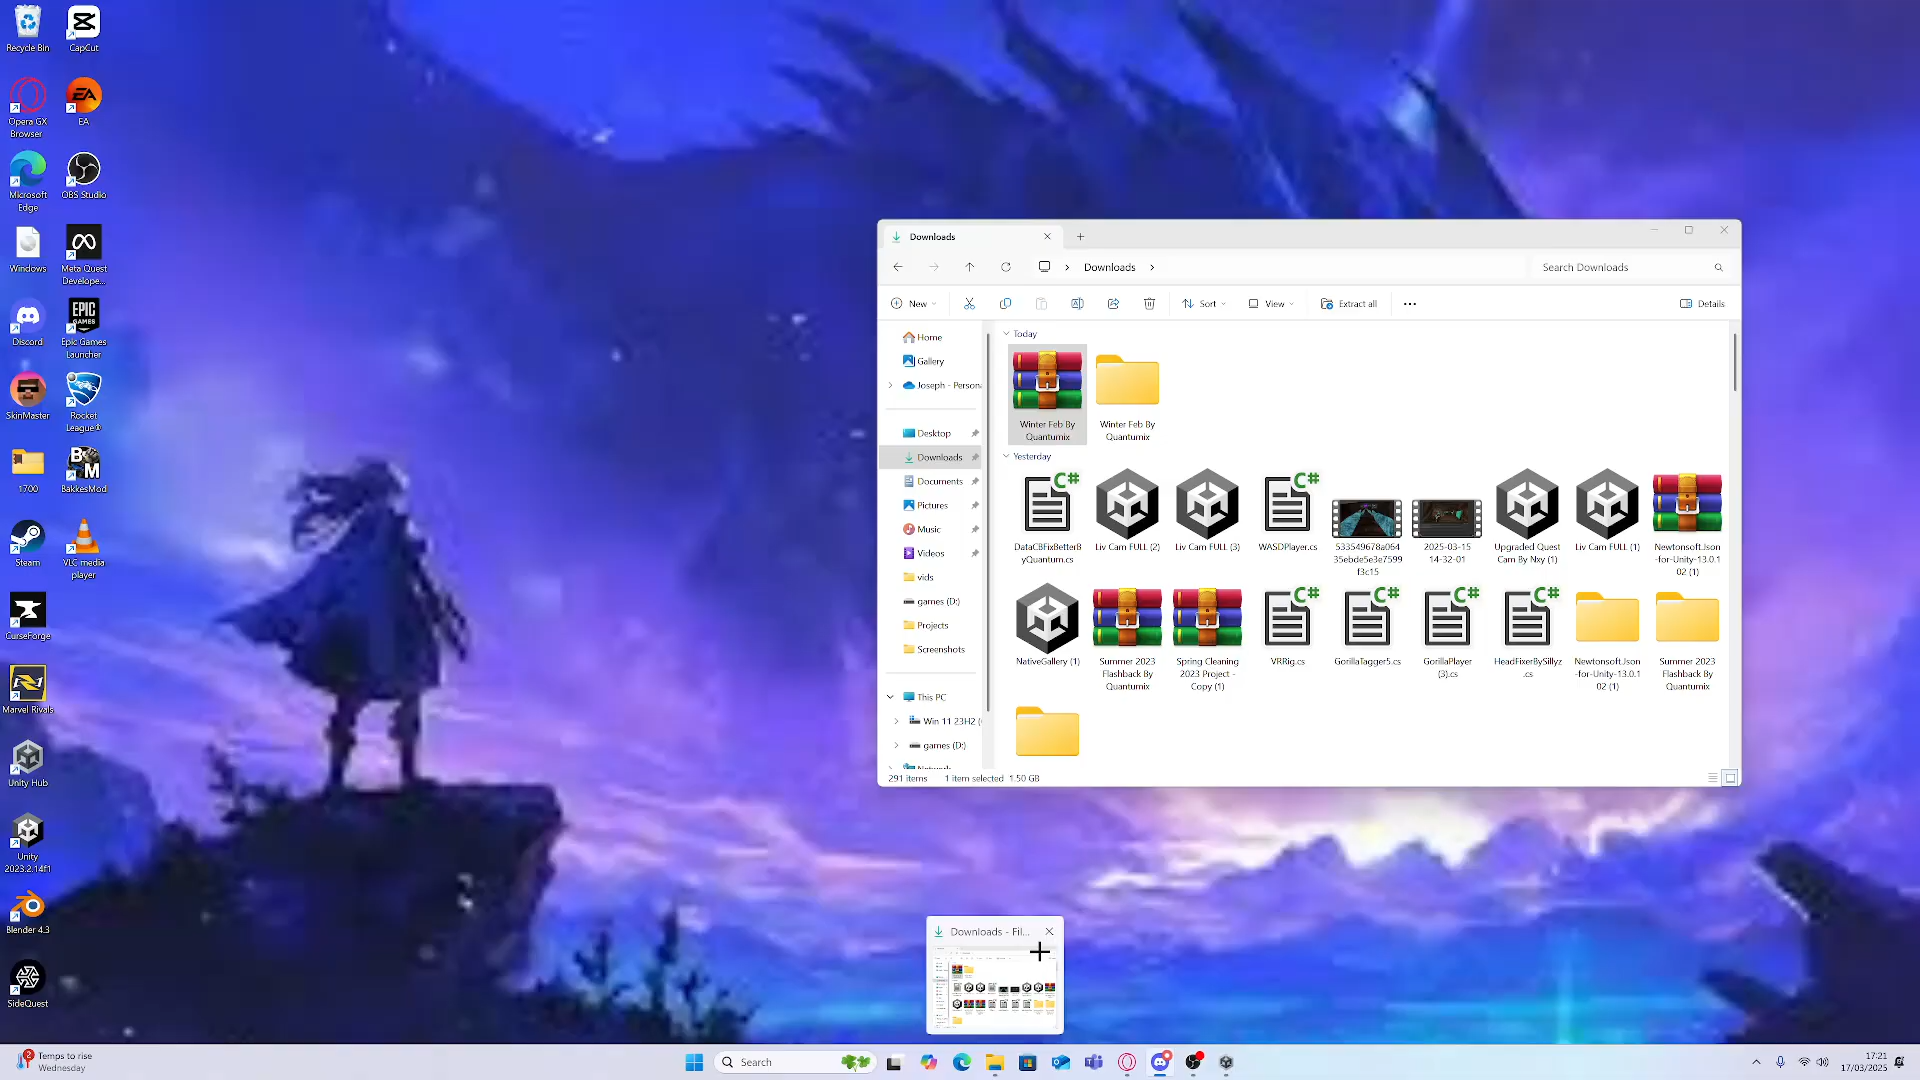 Recycle Bin
CapCut
Opera GX
Browser
EA
Microsoft
Edge
OBS Studio
Windows
Meta Quest
Develope...
Discord
Epic Games
Launcher
SkinMaster
Rocket
League®
1700
BakkesMod
Steam
VLC media
player
CurseForge
Marvel Rivals
Unity Hub
Unity
2023.2.14f1
Blender 4.3
SideQuest
Downloads
Downloads
Search Downloads
New
Sort
View
Extract all
Details
Home
Gallery
Joseph - Persona
Desktop
Downloads
Documents
Pictures
Music
Videos
vids
games (D:)
Projects
Screenshots
This PC
Win 11 23H2 (
games (D:)
Network
Today
Winter Feb By
Quantumix
Winter Feb By
Quantumix
Yesterday
DataCBFixBetterB
yQuantum.cs
Liv Cam FULL (2)
Liv Cam FULL (3)
WASDPlayer.cs
533549678a064
35ebde5e3e7599
f3c15
2025-03-15
14-32-01
Upgraded Quest
Cam By Nxy (1)
Liv Cam FULL (1)
Newtonsoft.Json
-for-Unity-13.0.1
02 (1)
NativeGallery (1)
Summer 2023
Flashback By
Quantumix
Spring Cleaning
2023 Project -
Copy (1)
VRRig.cs
GorillaTagger5.cs
GorillaPlayer
(3).cs
HeadFixerBySillyz
.cs
Newtonsoft.Json
-for-Unity-13.0.1
02 (1)
Summer 2023
Flashback By
Quantumix
291 items
1 item selected 1.50 GB
Downloads - Fil...
Temps to rise
Wednesday
Search
17:21
17/03/2025